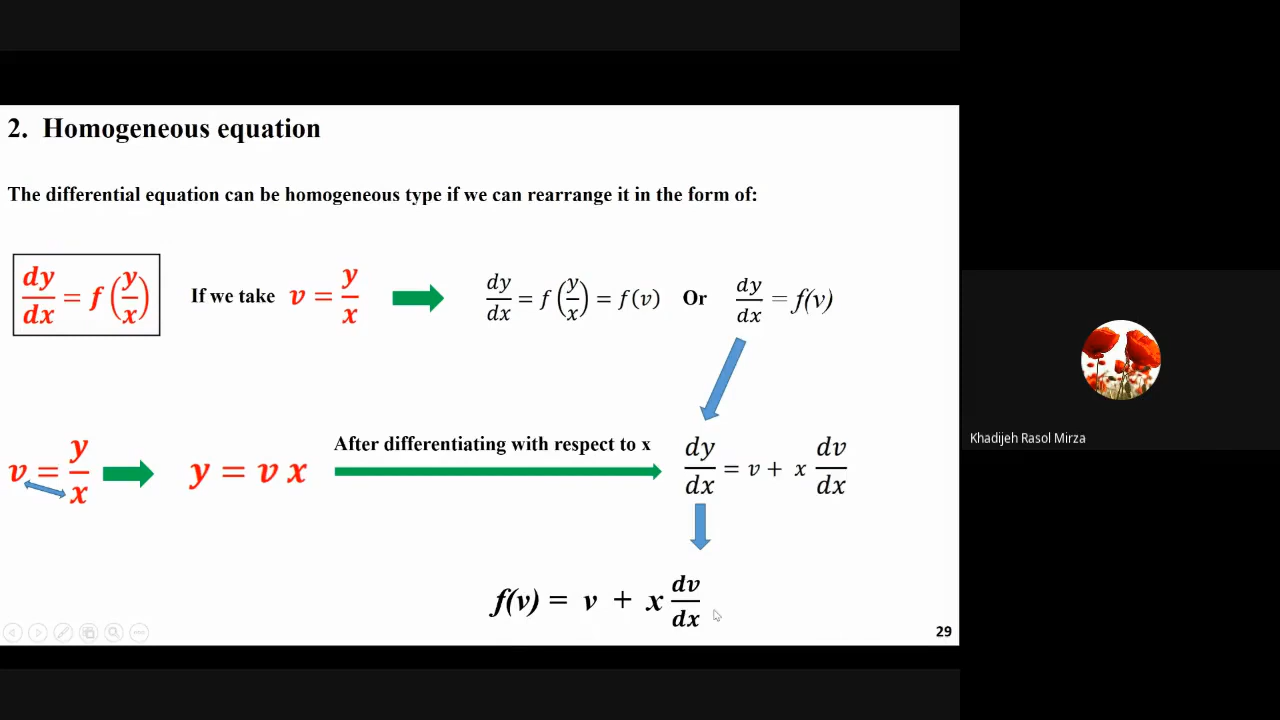 2. Homogeneous equation
The differential equation can be homogeneous type if we can rearrange it in the form of:
dy/dx = f(y/x) If we take v = y/x dy/dx = f(y/x) = f(v) Or dy/dx = f(v)
v = y/x y = v x After differentiating with respect to x dy/dx = v + x dv/dx
f(v) = v + x dv/dx
29
Khadijeh Rasol Mirza